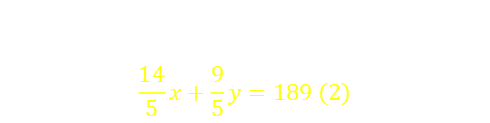 14/5 x + 9/5 y = 189 (2)